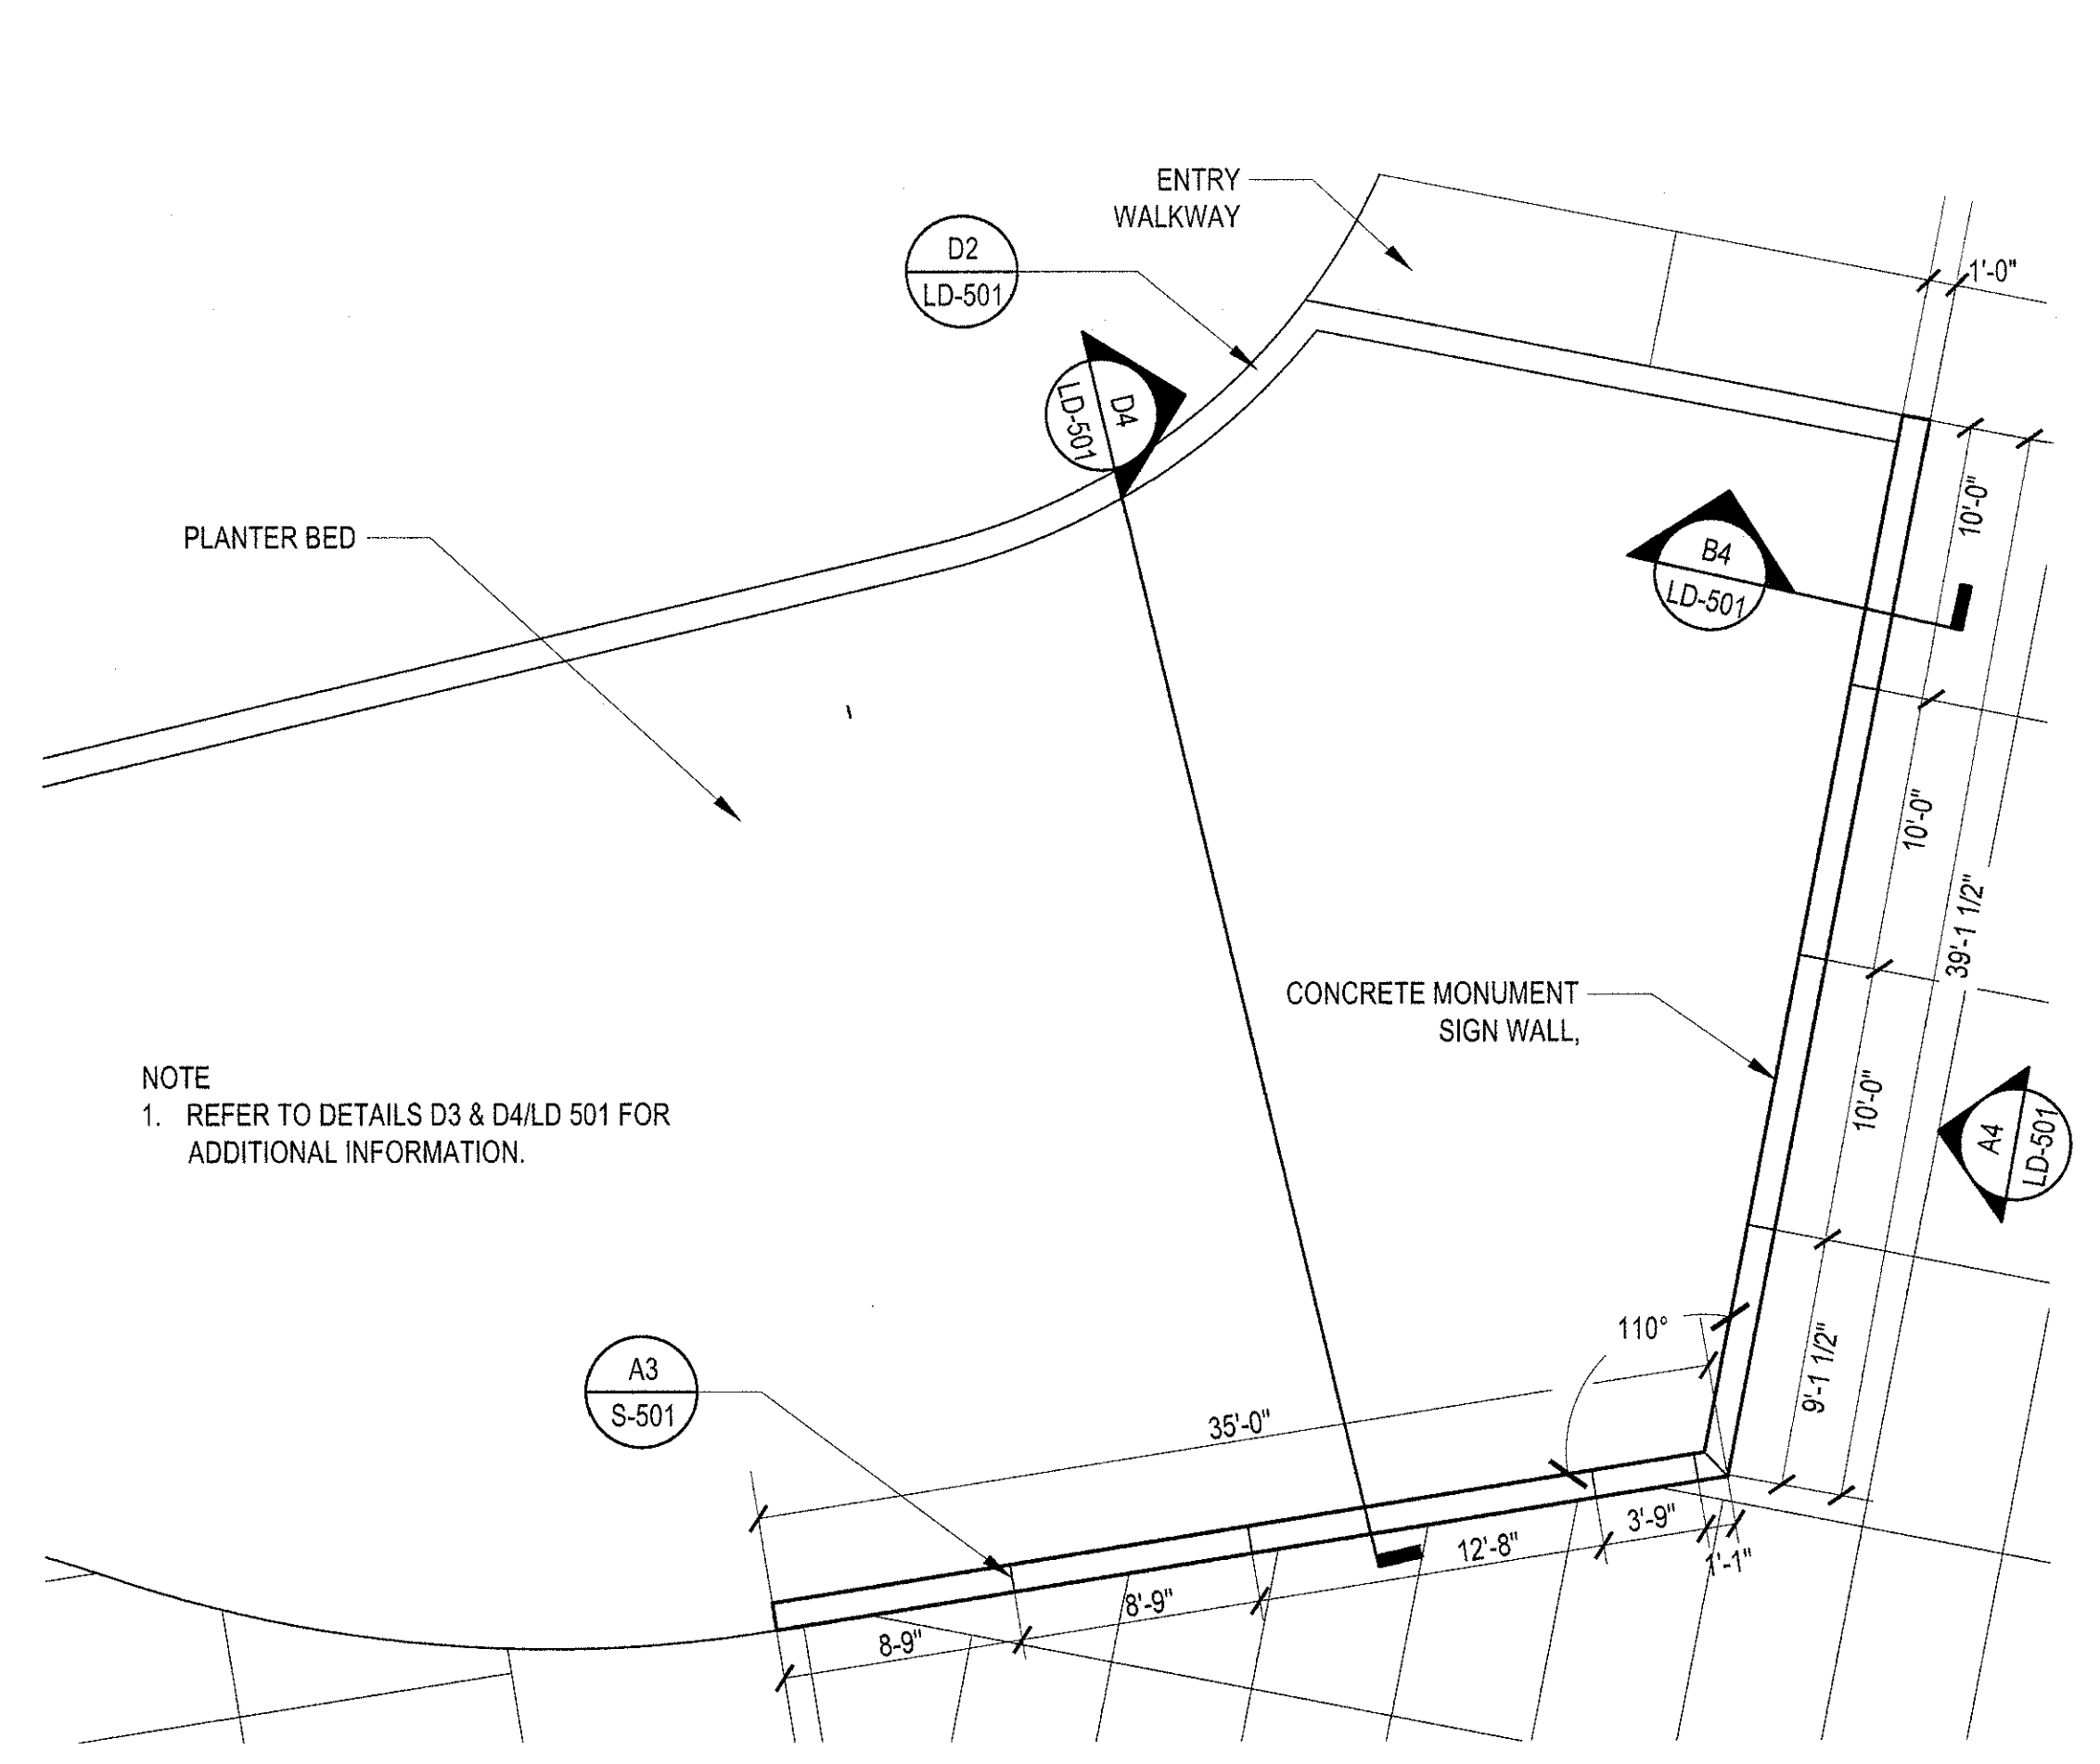 ENTRY
WALKWAY
1'-0"
D2
LD-501
D4
LD-501
10'-0"
PLANTER BED
B4
LD-501
10'-0"
39'-1 1/2"
CONCRETE MONUMENT
SIGN WALL,
NOTE
1. REFER TO DETAILS D3 & D4/LD 501 FOR
ADDITIONAL INFORMATION.
10'-0"
A4
LD-501
110°
9'-1 1/2"
A3
S-501
35'-0"
3'-9"
12'-8"
1'-1"
8'-9"
8-9"